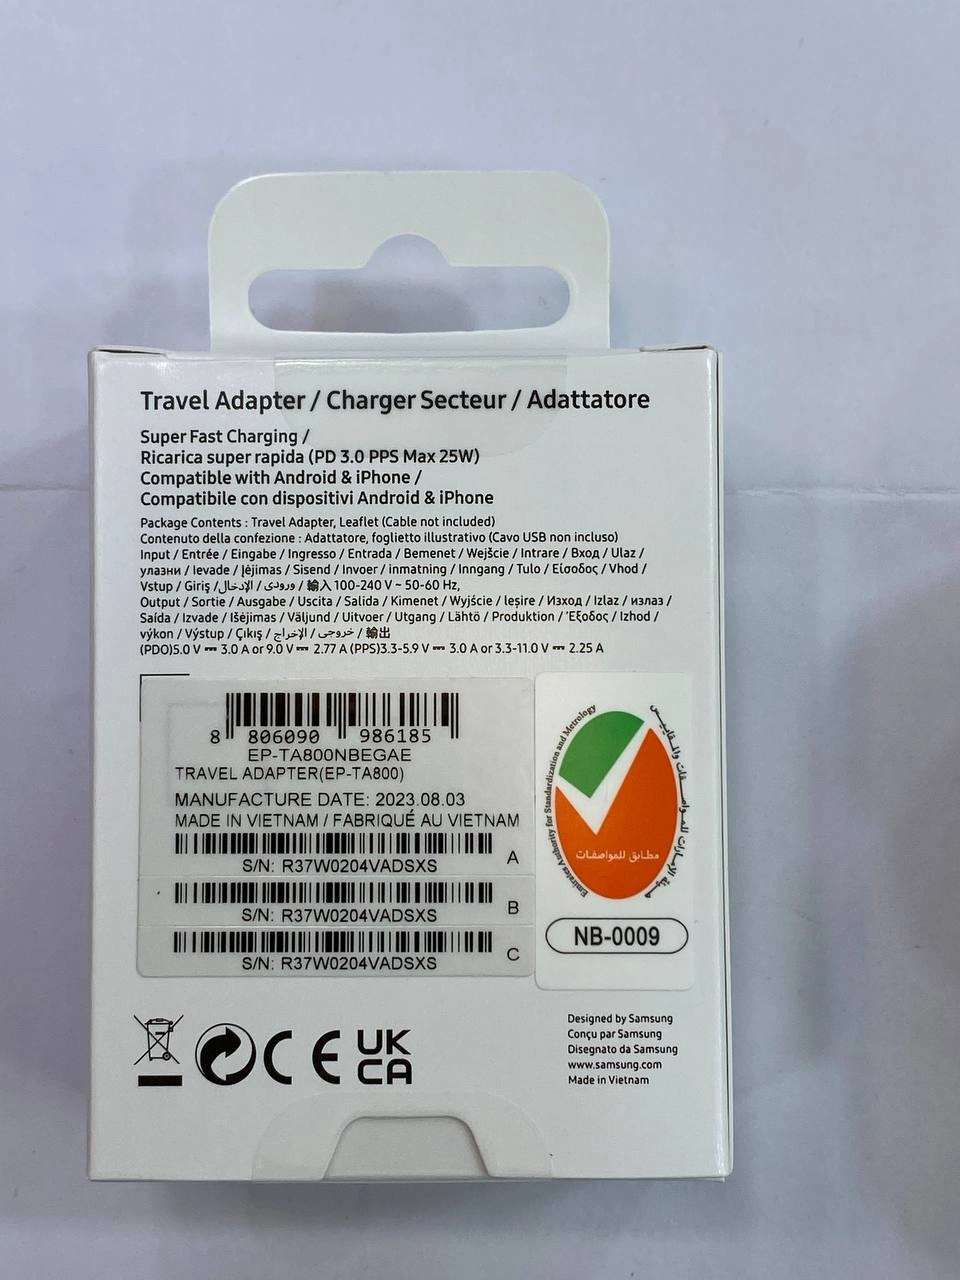 Travel Adapter / Charger Secteur / Adattatore
Super Fast Charging /
Ricarica super rapida (PD 3.0 PPS Max 25W)
Compatible with Android & iPhone /
Compatibile con dispositivi Android & iPhone
Package Contents : Travel Adapter, Leaflet (Cable not included)
Contenuto della confezione : Adattatore, foglietto illustrativo (Cavo USB non incluso)
Input / Entrée / Eingabe / Ingresso / Entrada / Bemenet / Wejście / Intrare / Вход / Ulaz /
улазни / Ievade / Įėjimas / Sisend / Invoer / inmatning / Inngang / Tulo / Είσοδος / Vhod /
Vstup / Giriş / الإدخال / ورودی / 輸入 100-240 V ~ 50-60 Hz,
Output / Sortie / Ausgabe / Uscita / Salida / Kimenet / Wyjście / Ieșire / Изход / Izlaz / излаз /
Saída / Izvade / Išėjimas / Väljund / Uitvoer / Utgang / Lähtö / Produktion / Έξοδος / Izhod /
výkon / Výstup / Çıkış / الإخراج / خروجی / 輸出
(PDO)5.0 V ⎓ 3.0 A or 9.0 V ⎓ 2.77 A (PPS)3.3-5.9 V ⎓ 3.0 A or 3.3-11.0 V ⎓ 2.25 A
8 806090 986185
EP-TA800NBEGAE
TRAVEL ADAPTER(EP-TA800)
MANUFACTURE DATE: 2023.08.03
MADE IN VIETNAM / FABRIQUÉ AU VIETNAM
A
S/N: R37W0204VADSXS
B
S/N: R37W0204VADSXS
C
S/N: R37W0204VADSXS
Emirates Authority for Standardization and Metrology
هيئة الإمارات للمواصفات والمقاييس
مطابق للمواصفات
NB-0009
CE
UK
CA
Designed by Samsung
Conçu par Samsung
Disegnato da Samsung
www.samsung.com
Made in Vietnam